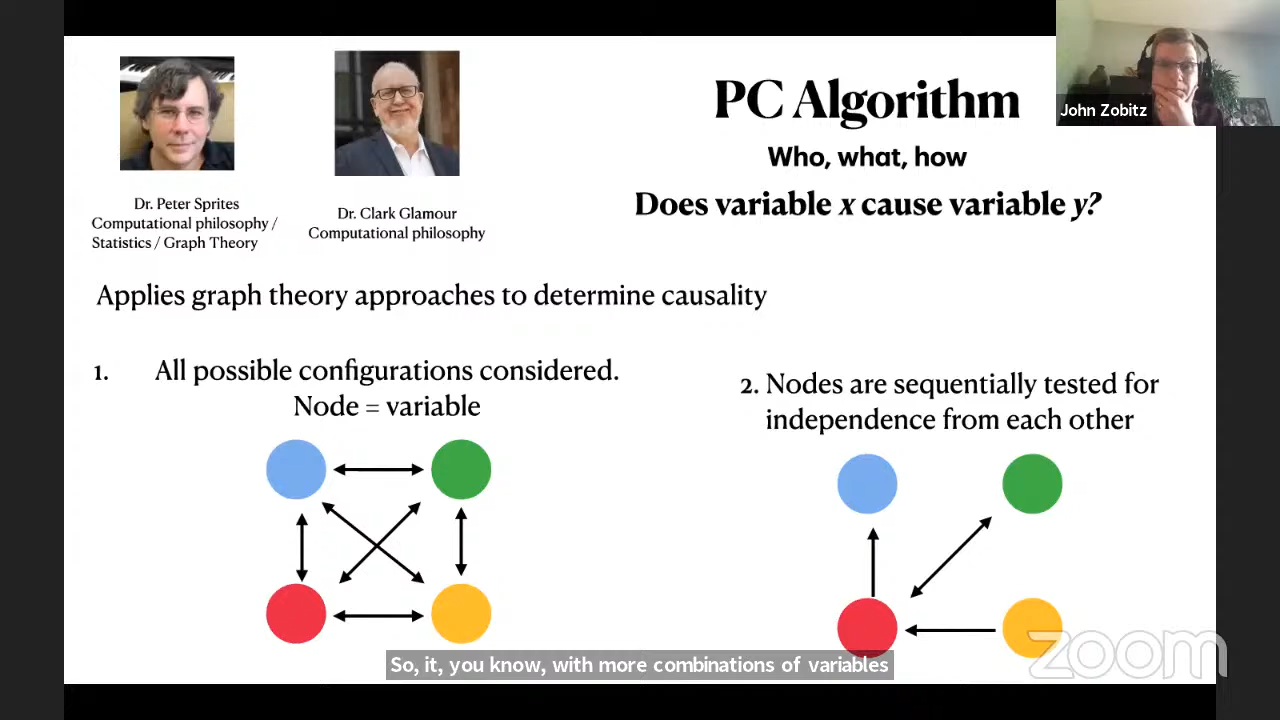 PC Algorithm
Who, what, how
Does variable x cause variable y?
John Zobitz
Dr. Peter Sprites
Computational philosophy /
Statistics / Graph Theory
Dr. Clark Glamour
Computational philosophy
Applies graph theory approaches to determine causality
1. All possible configurations considered.
Node = variable
2. Nodes are sequentially tested for
independence from each other
So, it, you know, with more combinations of variables
zoom